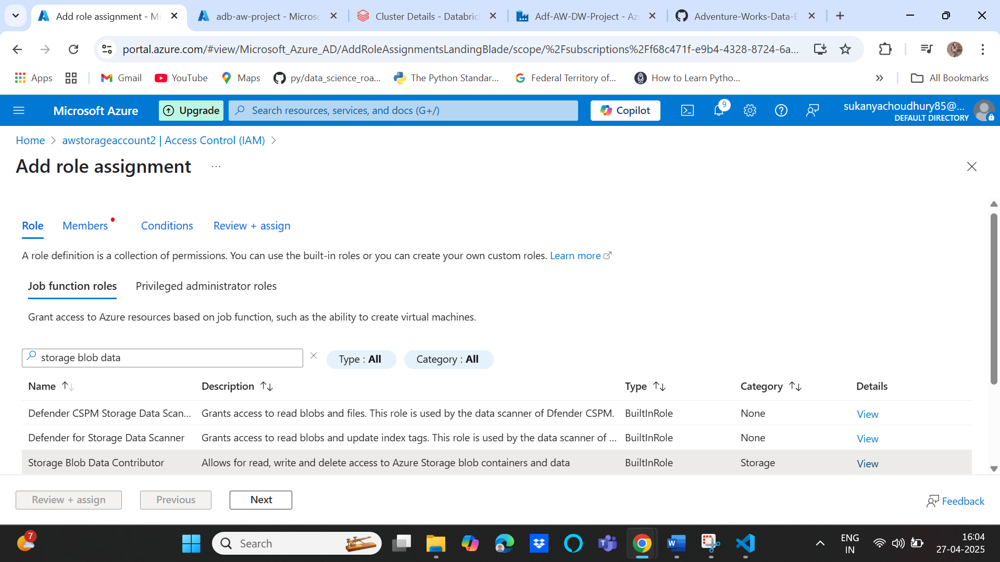 Add role assignment - Mi
adb-aw-project - Microso
Cluster Details - Databric
Adf-AW-DW-Project - Az
Adventure-Works-Data-E
portal.azure.com/#view/Microsoft_Azure_AD/AddRoleAssignmentsLandingBlade/scope/%2Fsubscriptions%2Ff68c471f-e9b4-4328-8724-6a...
Apps
Gmail
YouTube
Maps
py/data_science_roa...
The Python Standar...
Federal Territory of...
How to Learn Pytho...
All Bookmarks
Microsoft Azure
Upgrade
Search resources, services, and docs (G+/)
Copilot
9
sukanyachoudhury85@...
DEFAULT DIRECTORY
Home
awstorageaccount2 | Access Control (IAM)
Add role assignment
...
Role
Members
Conditions
Review + assign
A role definition is a collection of permissions. You can use the built-in roles or you can create your own custom roles. Learn more
Job function roles
Privileged administrator roles
Grant access to Azure resources based on job function, such as the ability to create virtual machines.
storage blob data
Type : All
Category : All
Name
Description
Type
Category
Details
Defender CSPM Storage Data Scan...
Grants access to read blobs and files. This role is used by the data scanner of Dfender CSPM.
BuiltInRole
None
View
Defender for Storage Data Scanner
Grants access to read blobs and update index tags. This role is used by the data scanner of ...
BuiltInRole
None
View
Storage Blob Data Contributor
Allows for read, write and delete access to Azure Storage blob containers and data
BuiltInRole
Storage
View
Review + assign
Previous
Next
Feedback
7
Search
ENG
IN
16:04
27-04-2025